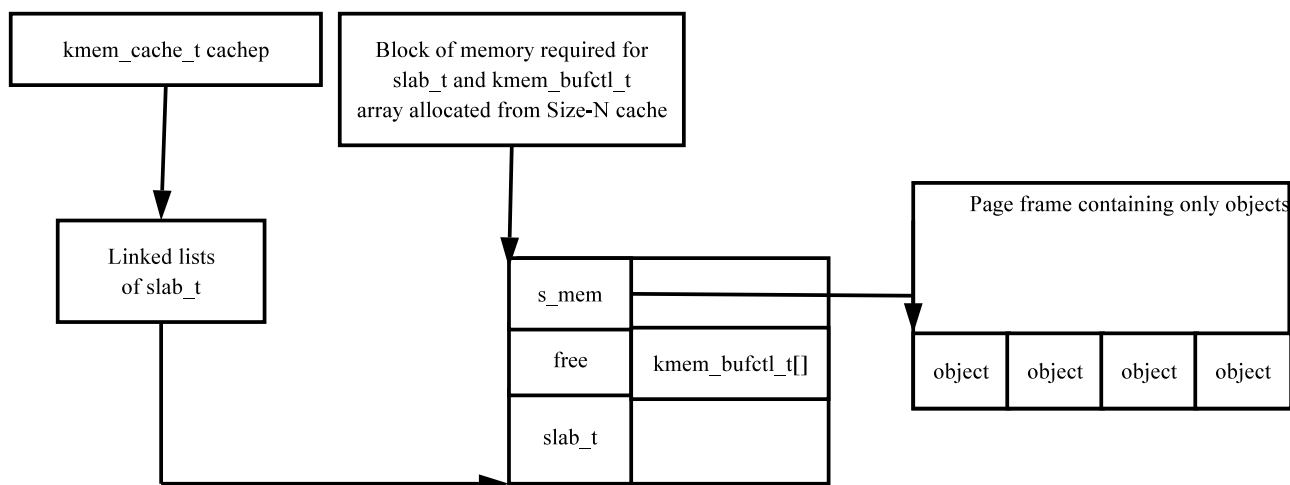 kmem_cache_t cachep
Block of memory required for
slab_t and kmem_bufctl_t
array allocated from Size-N cache
Page frame containing only objects
Linked lists
of slab_t
s_mem
free
kmem_bufctl_t[]
slab_t
object
object
object
object